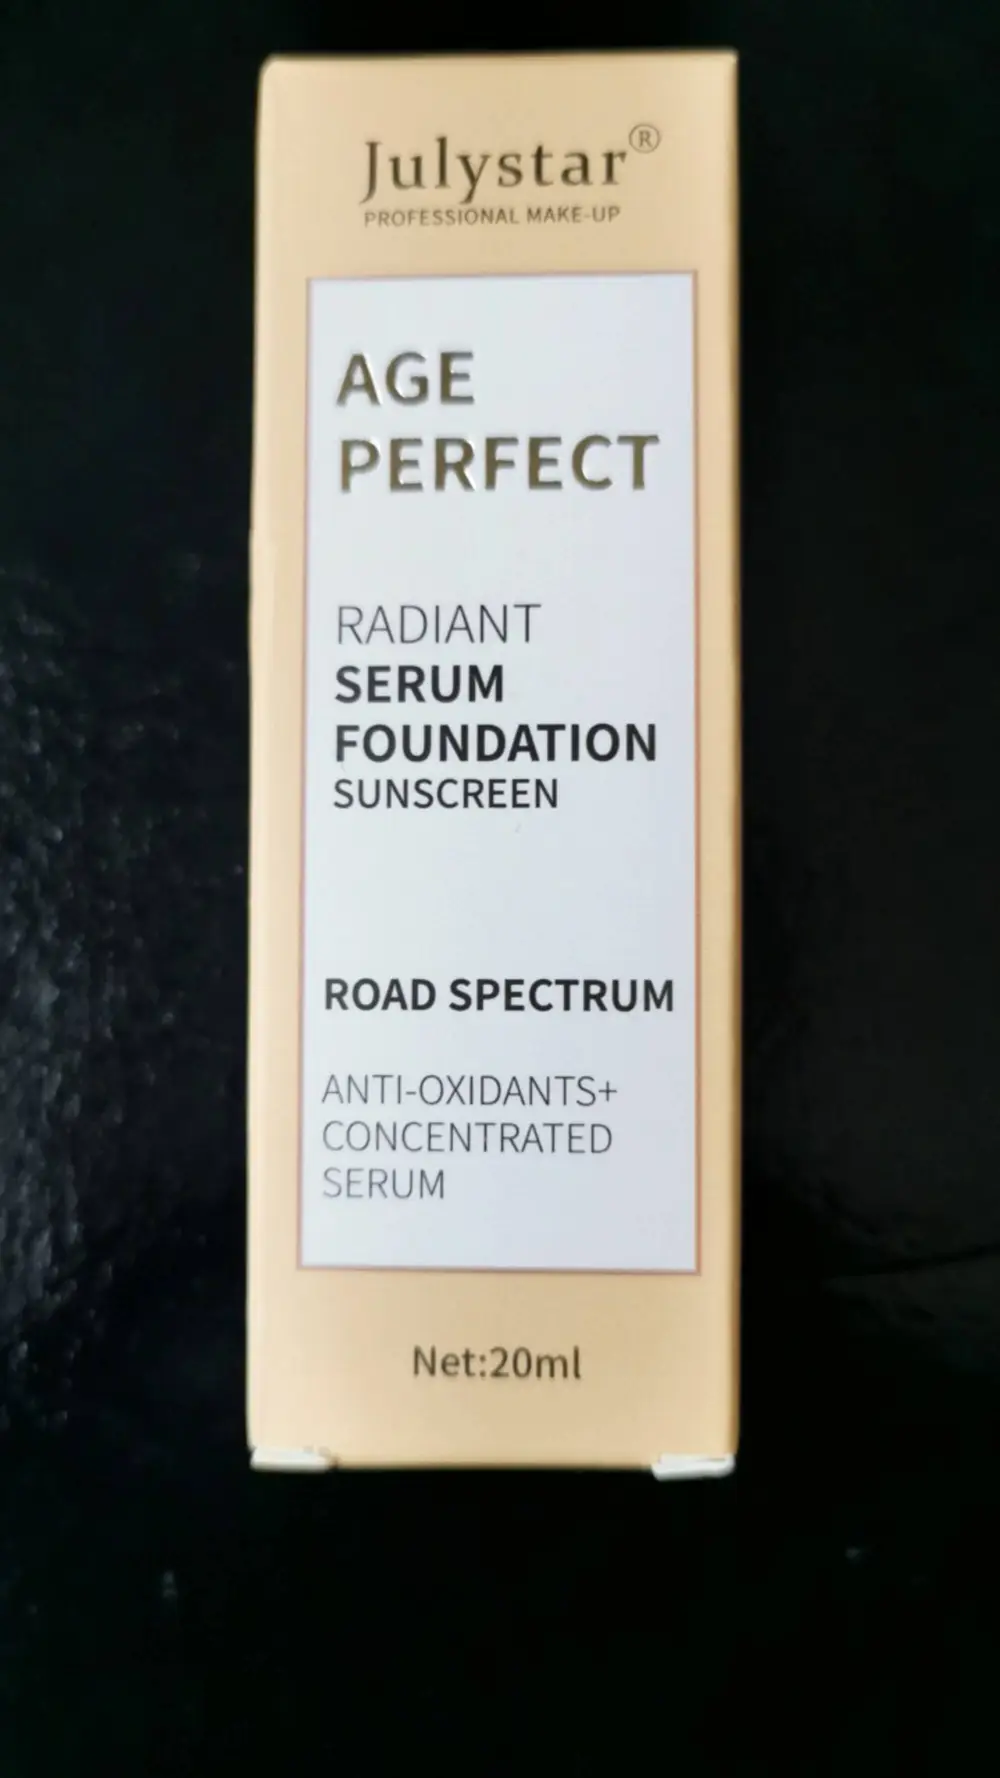 Julystar®
PROFESSIONAL MAKE-UP
AGE
PERFECT
RADIANT
SERUM
FOUNDATION
SUNSCREEN
ROAD SPECTRUM
ANTI-OXIDANTS+
CONCENTRATED
SERUM
Net:20ml